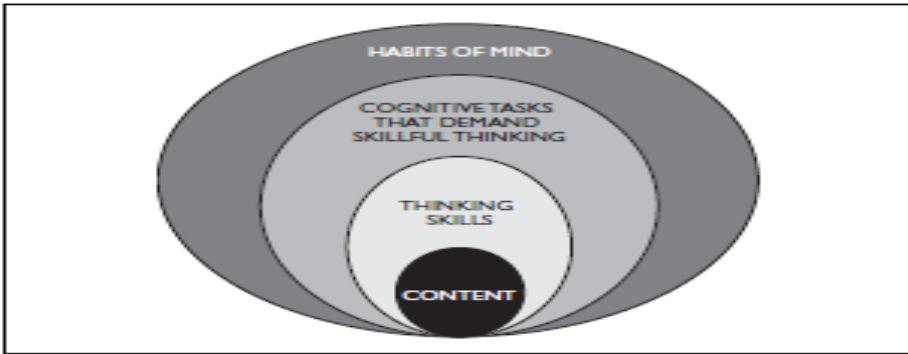 HABITS OF MIND
COGNITIVE TASKS
THAT DEMAND
SKILLFUL THINKING
THINKING
SKILLS
CONTENT